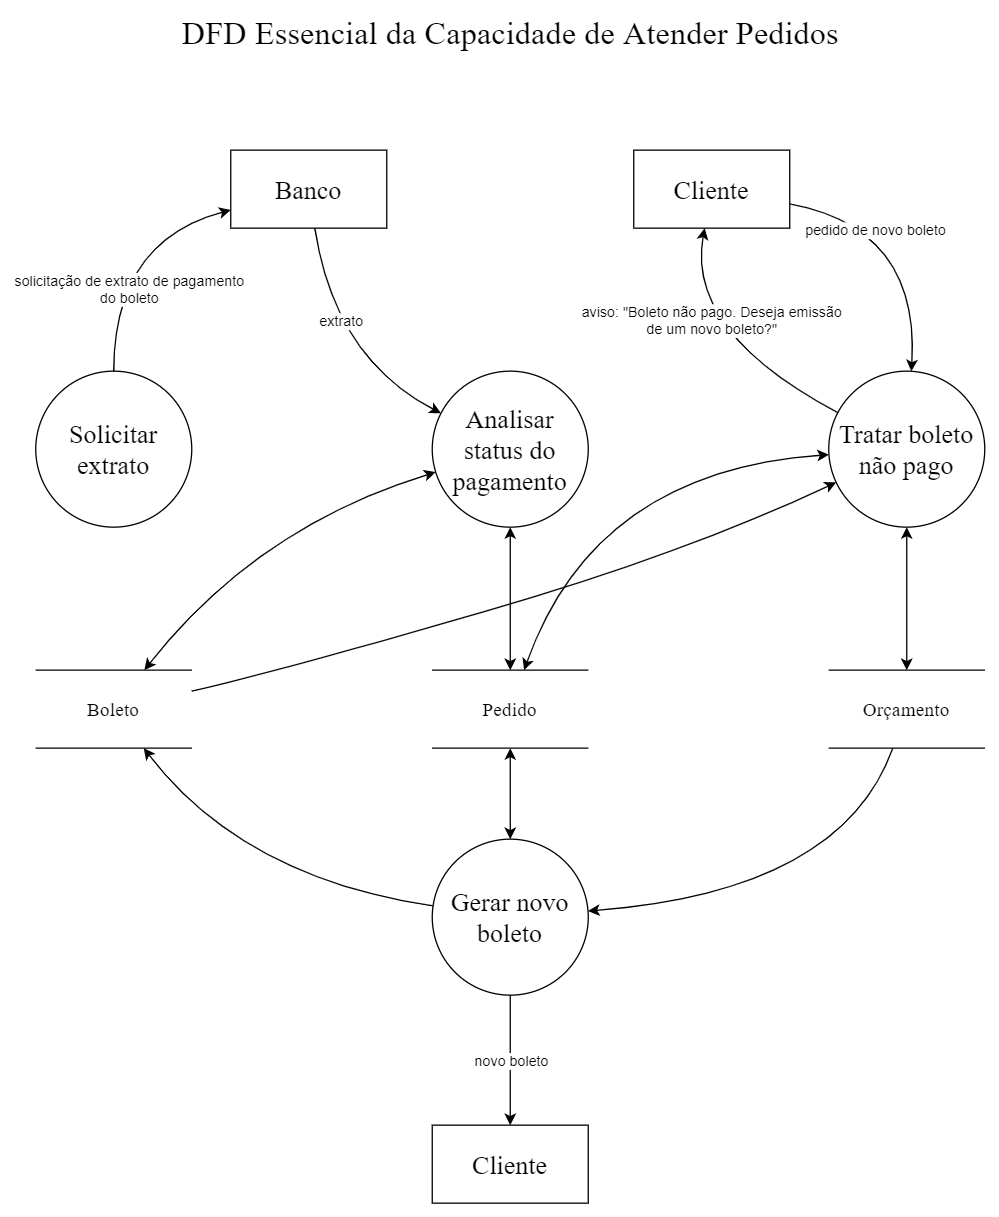 DFD Essencial da Capacidade de Atender Pedidos
Banco
Cliente
pedido de novo boleto
solicitação de extrato de pagamento
do boleto
extrato
aviso: "Boleto não pago. Deseja emissão
de um novo boleto?"
Solicitar
extrato
Analisar
status do
pagamento
Tratar boleto
não pago
Boleto
Pedido
Orçamento
Gerar novo
boleto
novo boleto
Cliente